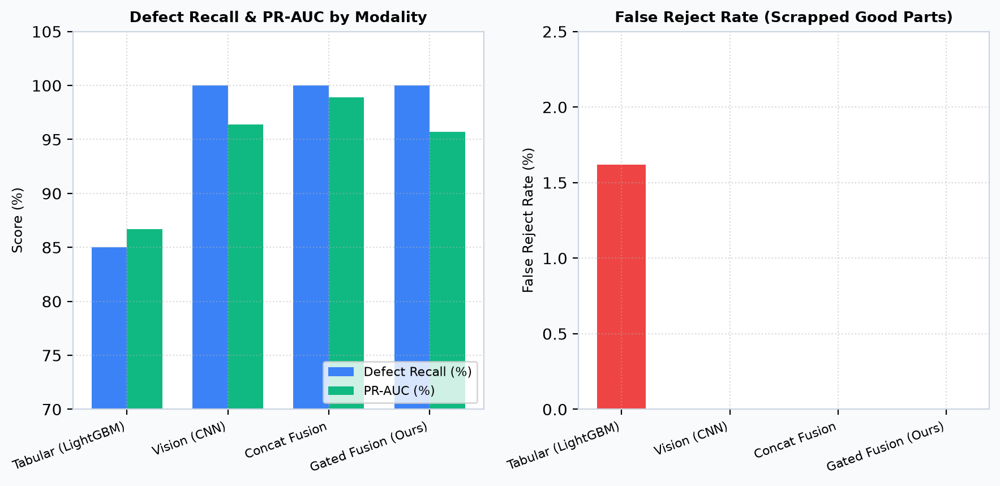 Defect Recall & PR-AUC by Modality
Score (%)
105
100
95
90
85
80
75
70
Defect Recall (%)
PR-AUC (%)
Tabular (LightGBM)
Vision (CNN)
Concat Fusion
Gated Fusion (Ours)
False Reject Rate (Scrapped Good Parts)
False Reject Rate (%)
2.5
2.0
1.5
1.0
0.5
0.0
Tabular (LightGBM)
Vision (CNN)
Concat Fusion
Gated Fusion (Ours)